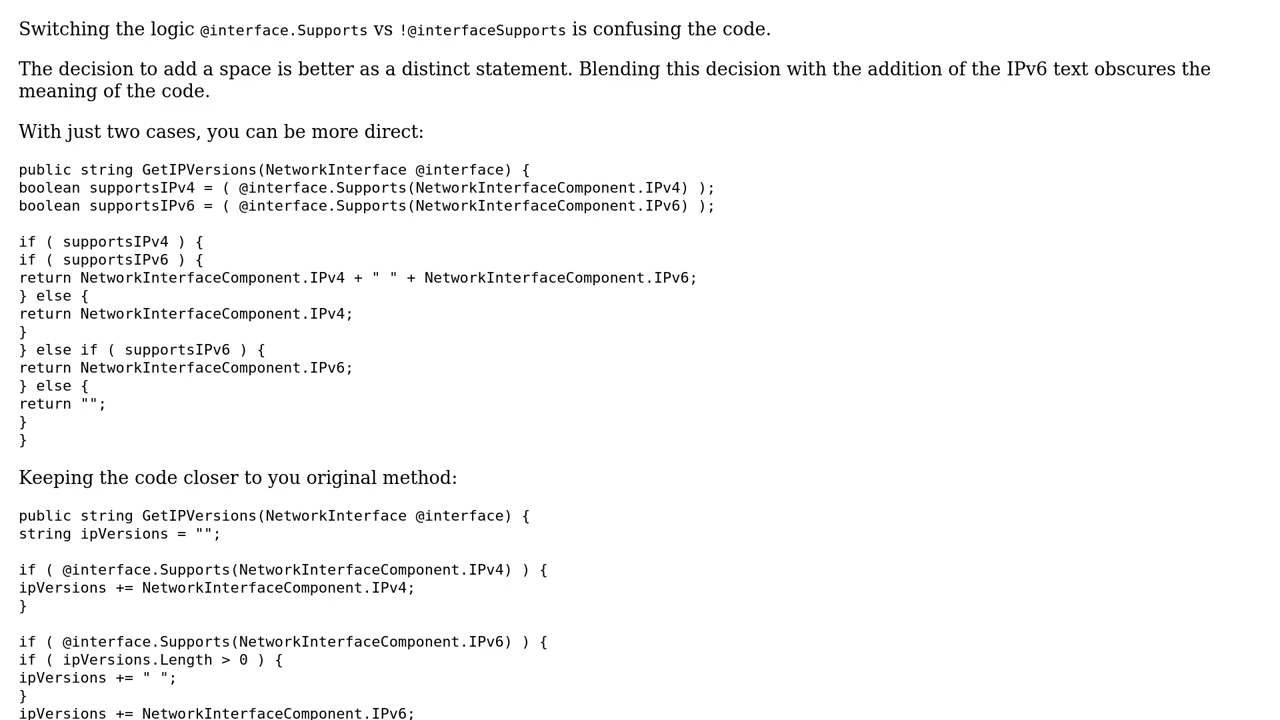 Switching the logic @interface.Supports vs !@interfaceSupports is confusing the code.
The decision to add a space is better as a distinct statement. Blending this decision with the addition of the IPv6 text obscures the
meaning of the code.
With just two cases, you can be more direct:
public string GetIPVersions(NetworkInterface @interface) {
boolean supportsIPv4 = ( @interface.Supports(NetworkInterfaceComponent.IPv4) );
boolean supportsIPv6 = ( @interface.Supports(NetworkInterfaceComponent.IPv6) );
if ( supportsIPv4 ) {
if ( supportsIPv6 ) {
return NetworkInterfaceComponent.IPv4 + " " + NetworkInterfaceComponent.IPv6;
} else {
return NetworkInterfaceComponent.IPv4;
}
} else if ( supportsIPv6 ) {
return NetworkInterfaceComponent.IPv6;
} else {
return "";
}
}
Keeping the code closer to you original method:
public string GetIPVersions(NetworkInterface @interface) {
string ipVersions = "";
if ( @interface.Supports(NetworkInterfaceComponent.IPv4) ) {
ipVersions += NetworkInterfaceComponent.IPv4;
}
if ( @interface.Supports(NetworkInterfaceComponent.IPv6) ) {
if ( ipVersions.Length > 0 ) {
ipVersions += " ";
}
ipVersions += NetworkInterfaceComponent.IPv6;